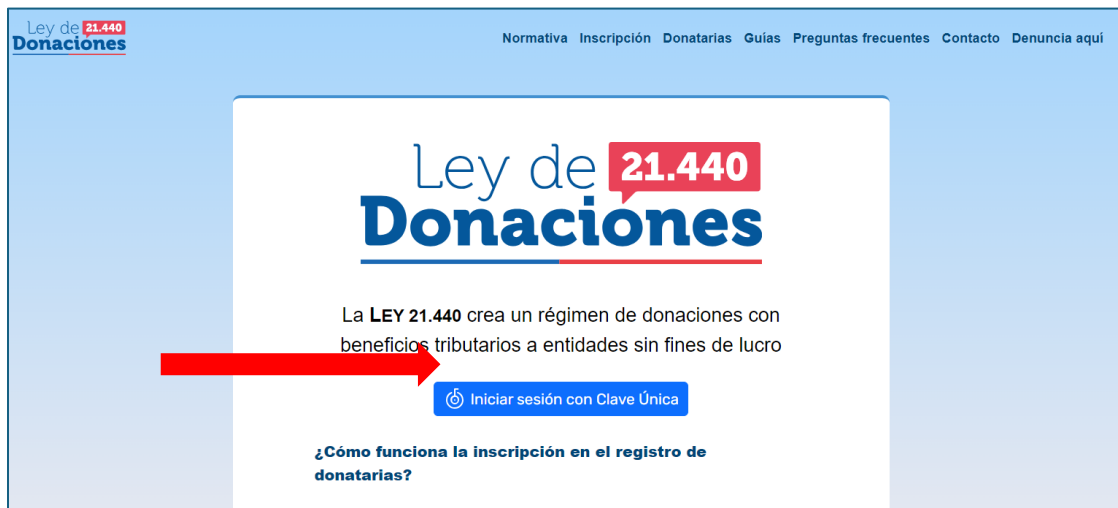 Ley de 21.440
Donaciones
Normativa Inscripción Donatarias Guías Preguntas frecuentes Contacto Denuncia aquí
Ley de 21.440
Donaciones
La LEY 21.440 crea un régimen de donaciones con
beneficios tributarios a entidades sin fines de lucro
Iniciar sesión con Clave Única
¿Cómo funciona la inscripción en el registro de
donatarias?